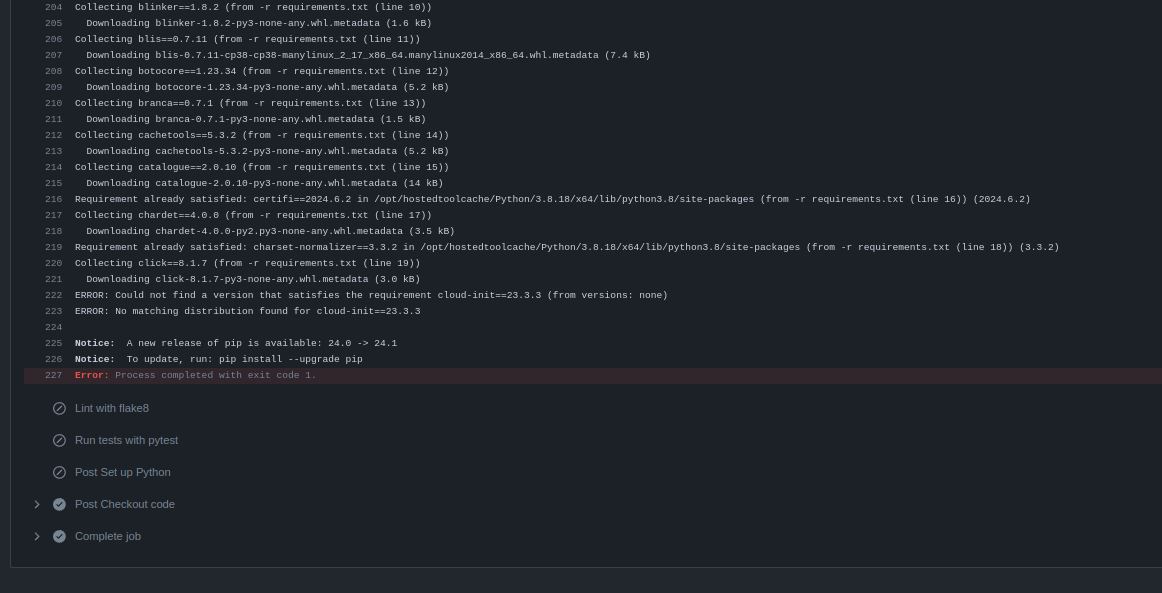 204 Collecting blinker==1.8.2 (from -r requirements.txt (line 10))
205 Downloading blinker-1.8.2-py3-none-any.whl.metadata (1.6 kB)
206 Collecting blis==0.7.11 (from -r requirements.txt (line 11))
207 Downloading blis-0.7.11-cp38-cp38-manylinux_2_17_x86_64.manylinux2014_x86_64.whl.metadata (7.4 kB)
208 Collecting botocore==1.23.34 (from -r requirements.txt (line 12))
209 Downloading botocore-1.23.34-py3-none-any.whl.metadata (5.2 kB)
210 Collecting branca==0.7.1 (from -r requirements.txt (line 13))
211 Downloading branca-0.7.1-py3-none-any.whl.metadata (1.5 kB)
212 Collecting cachetools==5.3.2 (from -r requirements.txt (line 14))
213 Downloading cachetools-5.3.2-py3-none-any.whl.metadata (5.2 kB)
214 Collecting catalogue==2.0.10 (from -r requirements.txt (line 15))
215 Downloading catalogue-2.0.10-py3-none-any.whl.metadata (14 kB)
216 Requirement already satisfied: certifi==2024.6.2 in /opt/hostedtoolcache/Python/3.8.18/x64/lib/python3.8/site-packages (from -r requirements.txt (line 16)) (2024.6.2)
217 Collecting chardet==4.0.0 (from -r requirements.txt (line 17))
218 Downloading chardet-4.0.0-py2.py3-none-any.whl.metadata (3.5 kB)
219 Requirement already satisfied: charset-normalizer==3.3.2 in /opt/hostedtoolcache/Python/3.8.18/x64/lib/python3.8/site-packages (from -r requirements.txt (line 18)) (3.3.2)
220 Collecting click==8.1.7 (from -r requirements.txt (line 19))
221 Downloading click-8.1.7-py3-none-any.whl.metadata (3.0 kB)
222 ERROR: Could not find a version that satisfies the requirement cloud-init==23.3.3 (from versions: none)
223 ERROR: No matching distribution found for cloud-init==23.3.3
224
225 Notice: A new release of pip is available: 24.0 -> 24.1
226 Notice: To update, run: pip install --upgrade pip
227 Error: Process completed with exit code 1.
Lint with flake8
Run tests with pytest
Post Set up Python
Post Checkout code
Complete job